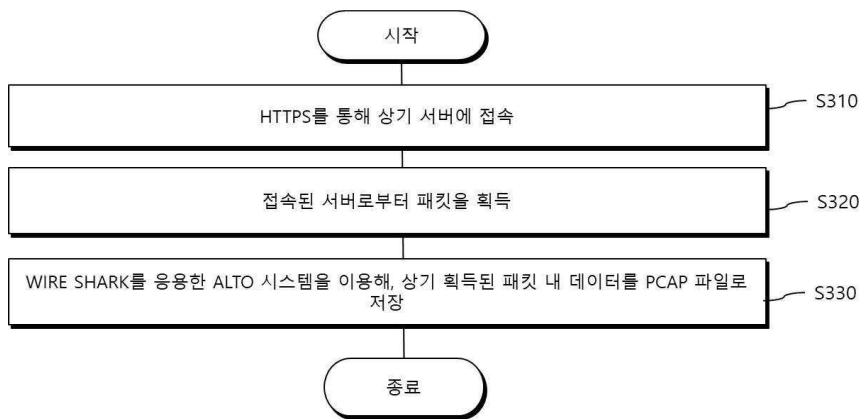 시작
HTTPS를 통해 상기 서버에 접속
S310
접속된 서버로부터 패킷을 획득
S320
WIRE SHARK를 응용한 ALTO 시스템을 이용해, 상기 획득된 패킷 내 데이터를 PCAP 파일로
저장
S330
종료